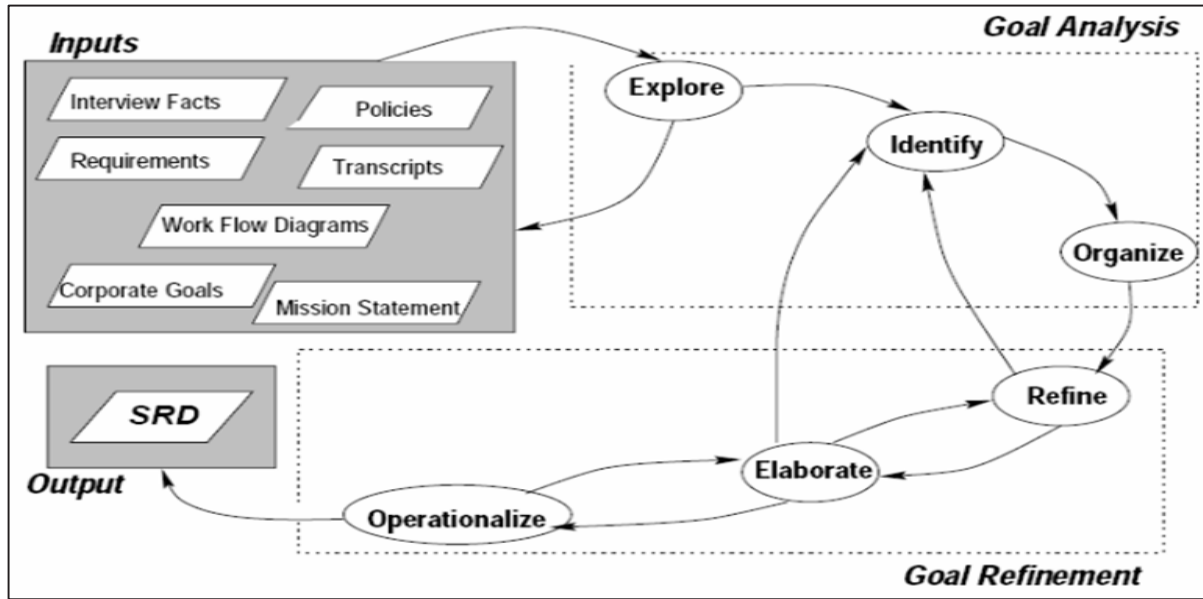 Inputs
Goal Analysis
Interview Facts
Policies
Explore
Identify
Requirements
Transcripts
Work Flow Diagrams
Organize
Corporate Goals
Mission Statement
SRD
Refine
Output
Elaborate
Operationalize
Goal Refinement